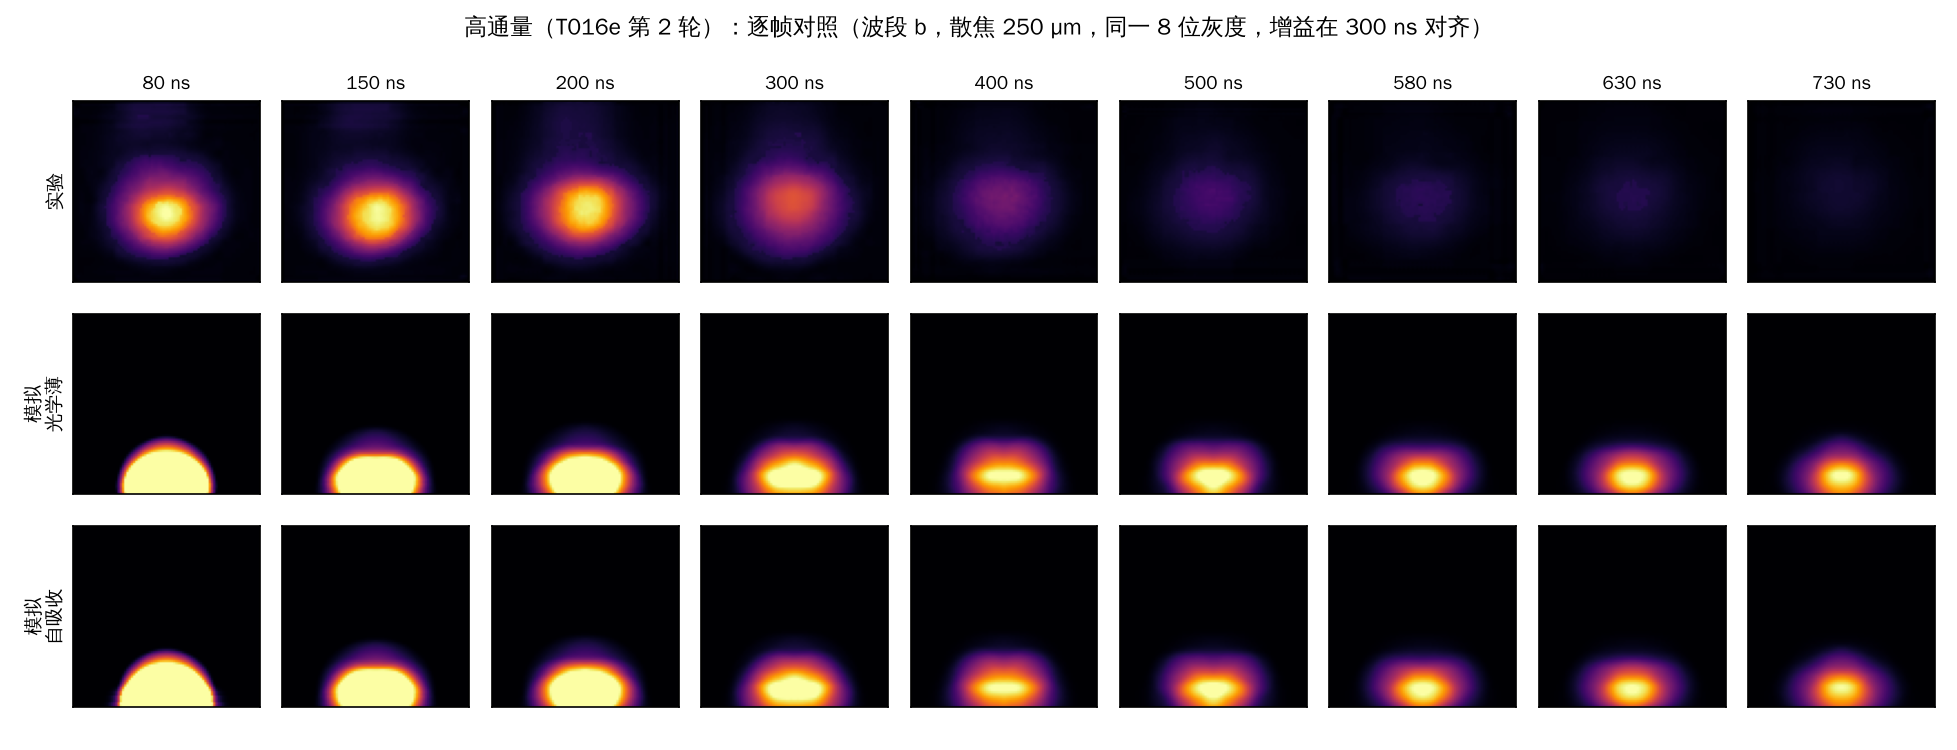 高通量（T016e 第 2 轮）：逐帧对照（波段 b，散焦 250 μm，同一 8 位灰度，增益在 300 ns 对齐）
80 ns
150 ns
200 ns
300 ns
400 ns
500 ns
580 ns
630 ns
730 ns
实验
模拟
光学薄
模拟
自吸收